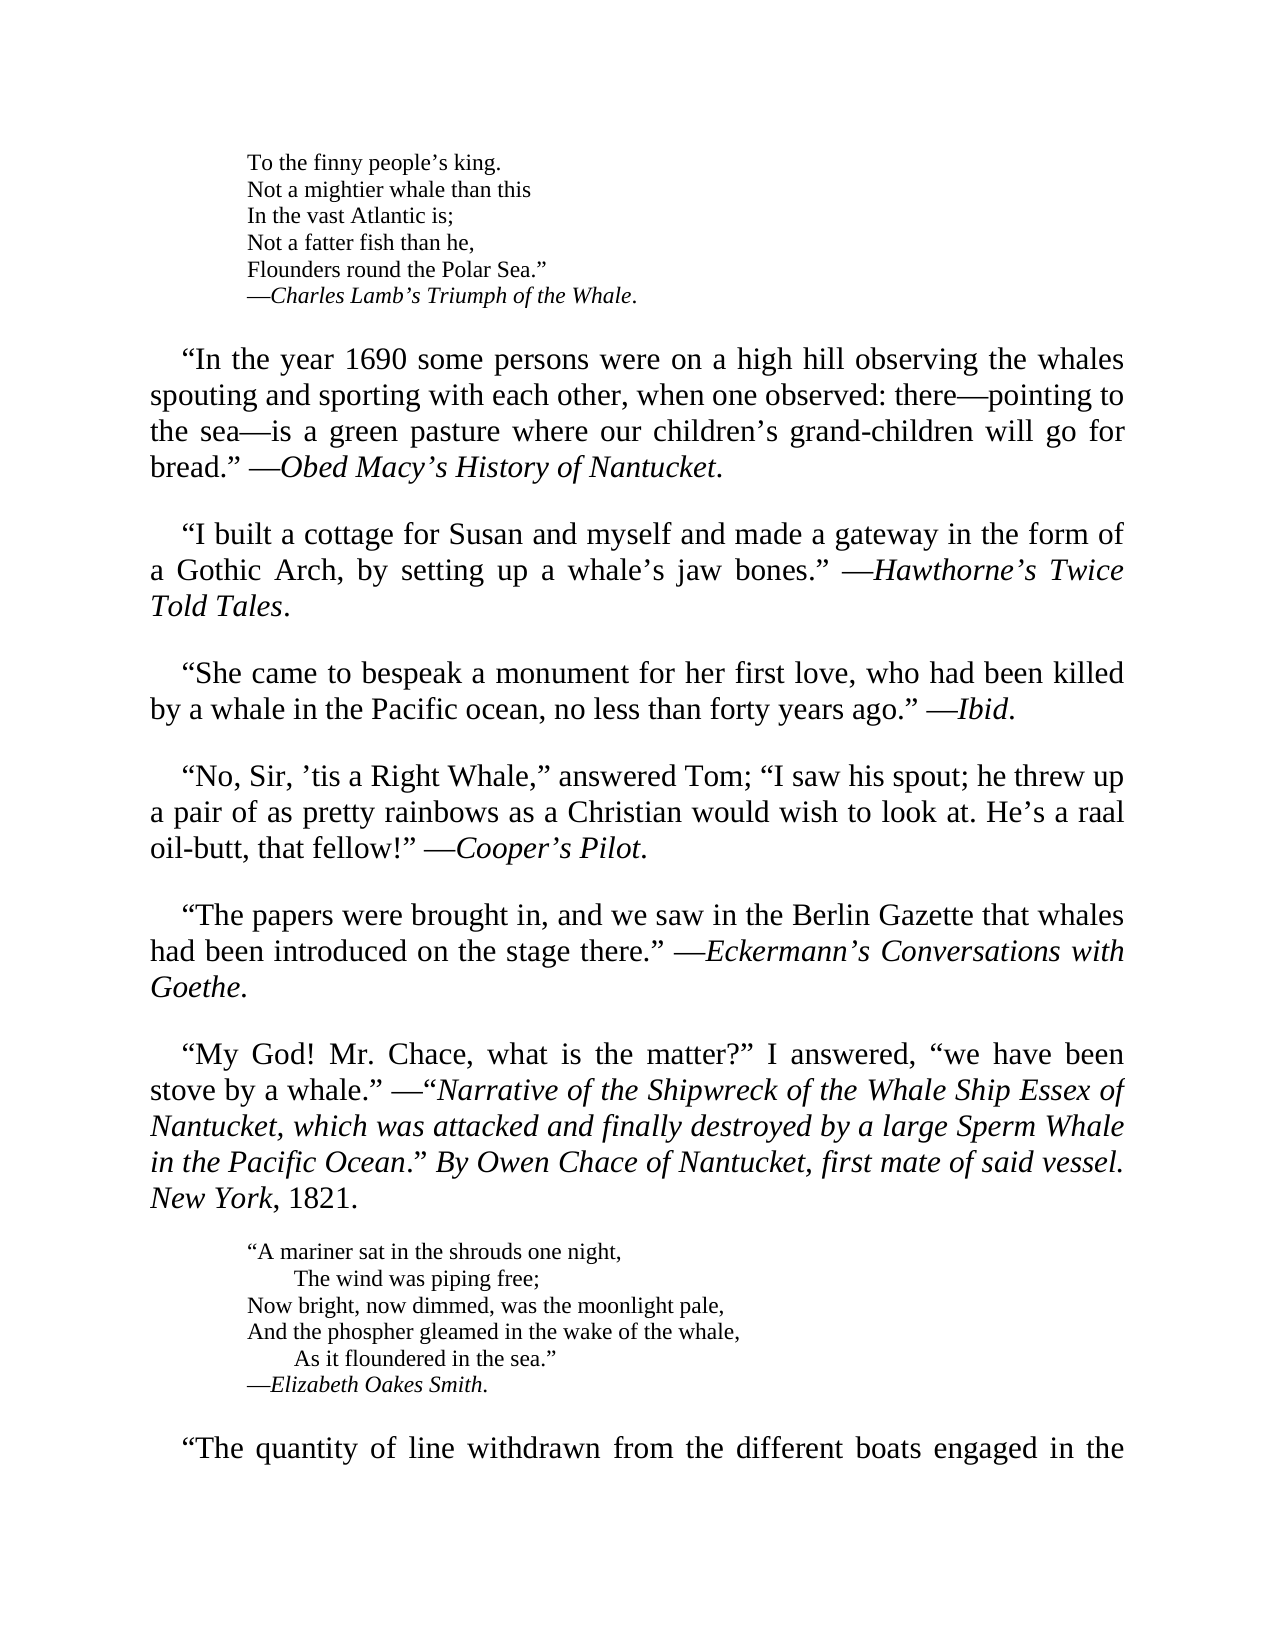 To the finny people’s king.
Not a mightier whale than this
In the vast Atlantic is;
Not a fatter fish than he,
Flounders round the Polar Sea.”
—Charles Lamb’s Triumph of the Whale.
“In the year 1690 some persons were on a high hill observing the whales
spouting and sporting with each other, when one observed: there—pointing to
the sea—is a green pasture where our children’s grand-children will go for
bread.” —Obed Macy’s History of Nantucket.
“I built a cottage for Susan and myself and made a gateway in the form of
a Gothic Arch, by setting up a whale’s jaw bones.” —Hawthorne’s Twice
Told Tales.
“She came to bespeak a monument for her first love, who had been killed
by a whale in the Pacific ocean, no less than forty years ago.” —Ibid.
“No, Sir, ’tis a Right Whale,” answered Tom; “I saw his spout; he threw up
a pair of as pretty rainbows as a Christian would wish to look at. He’s a raal
oil-butt, that fellow!” —Cooper’s Pilot.
“The papers were brought in, and we saw in the Berlin Gazette that whales
had been introduced on the stage there.” —Eckermann’s Conversations with
Goethe.
“My God! Mr. Chace, what is the matter?” I answered, “we have been
stove by a whale.” —“Narrative of the Shipwreck of the Whale Ship Essex of
Nantucket, which was attacked and finally destroyed by a large Sperm Whale
in the Pacific Ocean.” By Owen Chace of Nantucket, first mate of said vessel.
New York, 1821.
“A mariner sat in the shrouds one night,
The wind was piping free;
Now bright, now dimmed, was the moonlight pale,
And the phospher gleamed in the wake of the whale,
As it floundered in the sea.”
—Elizabeth Oakes Smith.
“The quantity of line withdrawn from the different boats engaged in the